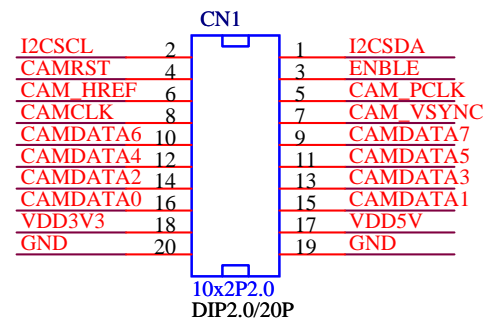 CN1
I2CSCL 2 1 I2CSDA
CAMRST 4 3 ENBLE
CAM_HREF 6 5 CAM_PCLK
CAMCLK 8 7 CAM_VSYNC
CAMDATA6 10 9 CAMDATA7
CAMDATA4 12 11 CAMDATA5
CAMDATA2 14 13 CAMDATA3
CAMDATA0 16 15 CAMDATA1
VDD3V3 18 17 VDD5V
GND 20 19 GND
10x2P2.0
DIP2.0/20P